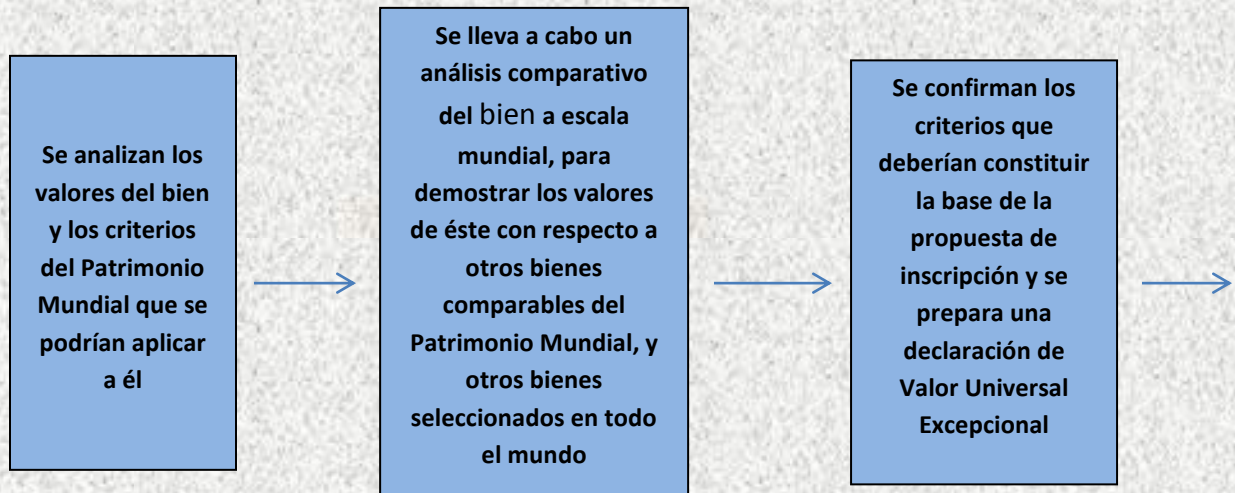 Se analizan los
valores del bien
y los criterios
del Patrimonio
Mundial que se
podrían aplicar
a él
Se lleva a cabo un
análisis comparativo
del bien a escala
mundial, para
demostrar los valores
de éste con respecto a
otros bienes
comparables del
Patrimonio Mundial, y
otros bienes
seleccionados en todo
el mundo
Se confirman los
criterios que
deberían constituir
la base de la
propuesta de
inscripción y se
prepara una
declaración de
Valor Universal
Excepcional